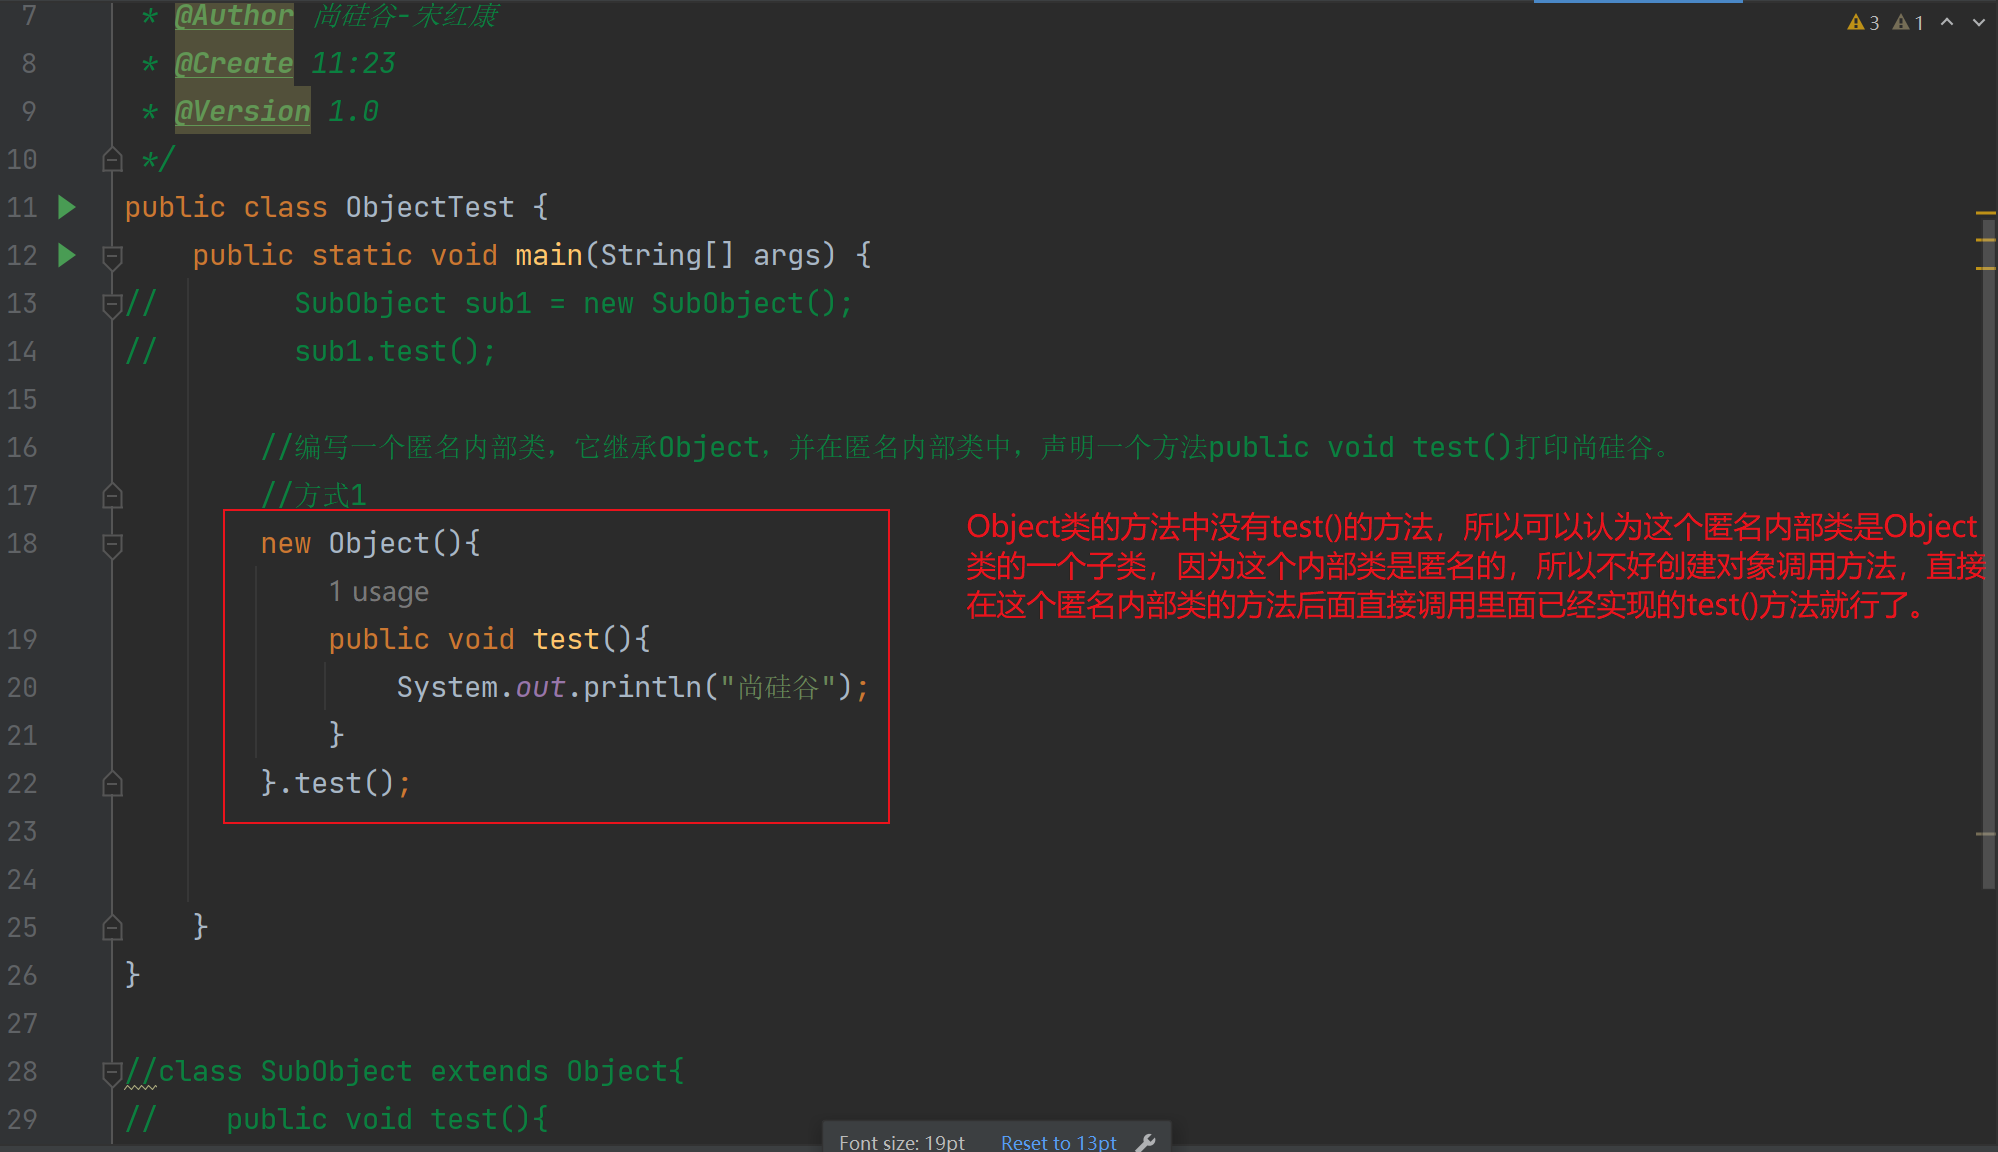 7 * @Author 尚硅谷-宋红康
⚠ 3 ⚠ 1
8 * @Create 11:23
9 * @Version 1.0
10 */
11 public class ObjectTest {
12 public static void main(String[] args) {
13 // SubObject sub1 = new SubObject();
14 // sub1.test();
15
16 //编写一个匿名内部类，它继承Object，并在匿名内部类中，声明一个方法public void test()打印尚硅谷。
17 //方式1
18 new Object(){
1 usage
19 public void test(){
20 System.out.println("尚硅谷");
21 }
22 }.test();
23
24
25 }
26 }
27
28 //class SubObject extends Object{
29 // public void test(){
Object类的方法中没有test()的方法，所以可以认为这个匿名内部类是Object
类的一个子类，因为这个内部类是匿名的，所以不好创建对象调用方法，直接
在这个匿名内部类的方法后面直接调用里面已经实现的test()方法就行了。
Font size: 19pt Reset to 13pt